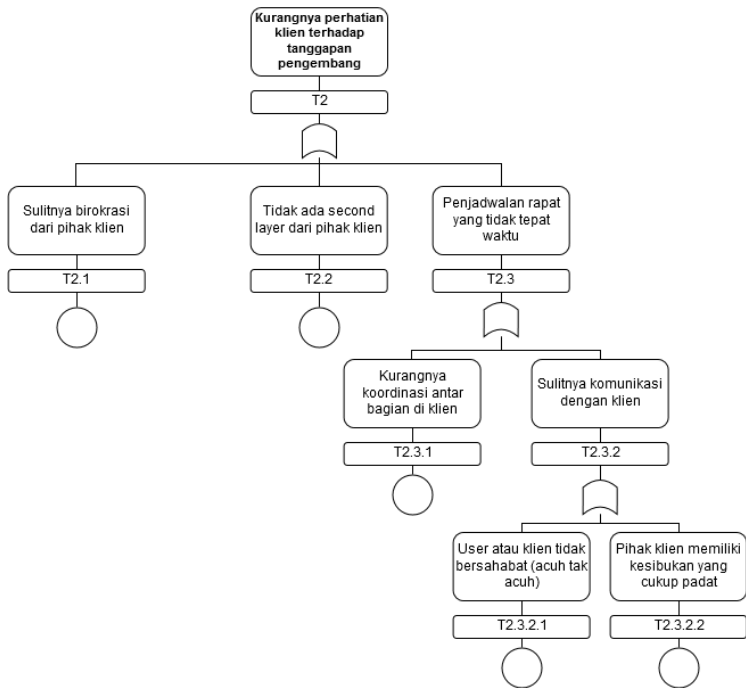 Kurangnya perhatian
klien terhadap
tanggapan
pengembang
T2
Sulitnya birokrasi
dari pihak klien
T2.1
Tidak ada second
layer dari pihak klien
T2.2
Penjadwalan rapat
yang tidak tepat
waktu
T2.3
Kurangnya
koordinasi antar
bagian di klien
T2.3.1
Sulitnya komunikasi
dengan klien
T2.3.2
User atau klien tidak
bersahabat (acuh tak
acuh)
T2.3.2.1
Pihak klien memiliki
kesibukan yang
cukup padat
T2.3.2.2